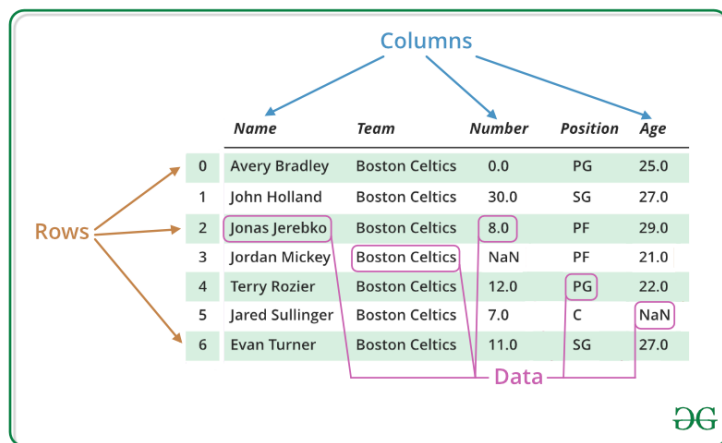 Columns
Name Team Number Position Age
0 Avery Bradley Boston Celtics 0.0 PG 25.0
1 John Holland Boston Celtics 30.0 SG 27.0
Rows 2 Jonas Jerebko Boston Celtics 8.0 PF 29.0
3 Jordan Mickey Boston Celtics NaN PF 21.0
4 Terry Rozier Boston Celtics 12.0 PG 22.0
5 Jared Sullinger Boston Celtics 7.0 C NaN
6 Evan Turner Boston Celtics 11.0 SG 27.0
Data